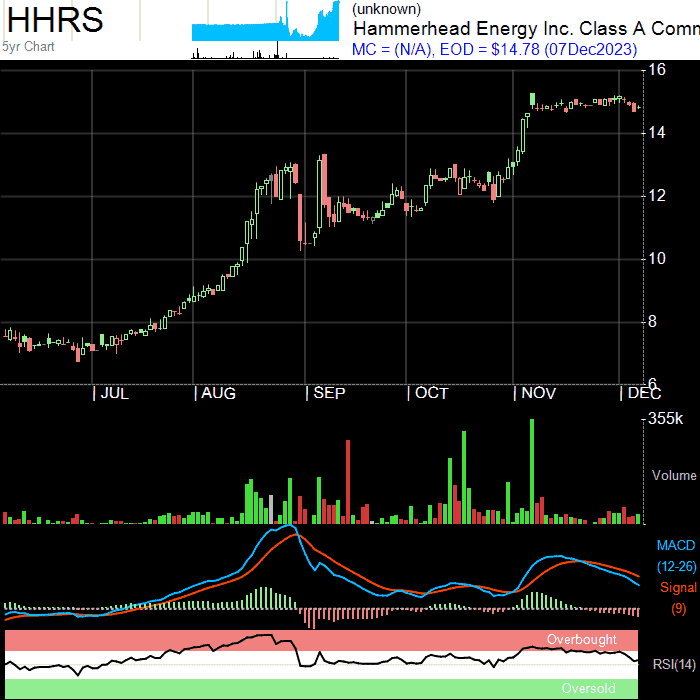 HHRS
5yr Chart
(unknown)
Hammerhead Energy Inc. Class A Comm
MC = (N/A), EOD = $14.78 (07Dec2023)
16
14
12
10
8
6
| JUL | AUG | SEP | OCT | NOV | DEC
355k
Volume
MACD
(12-26)
Signal
(9)
Overbought
RSI(14)
Oversold